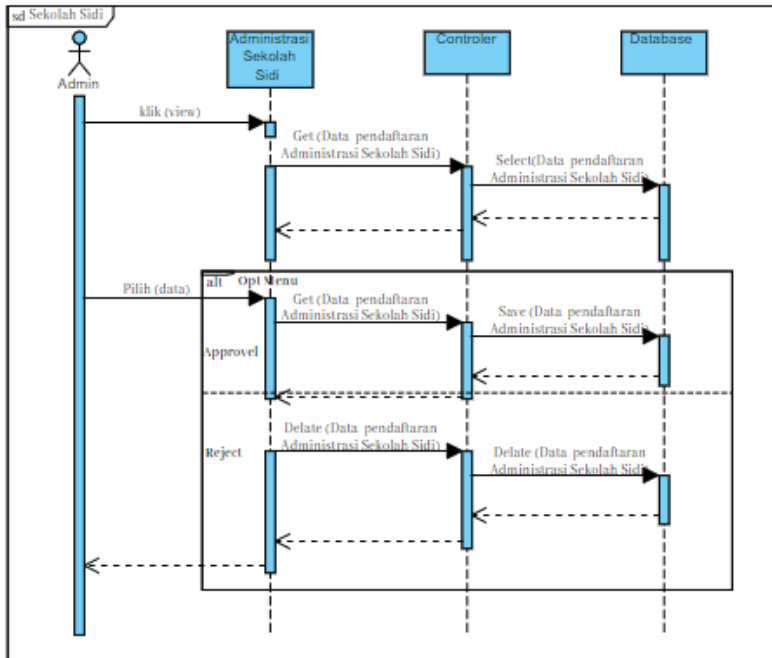 sd Sekolah Sidi
Administrasi
Sekolah
Sidi
Controler
Database
Admin
klik (view)
Get (Data pendaftaran
Administrasi Sekolah Sidi)
Select(Data pendaftaran
Administrasi Sekolah Sidi)
alt Opt Menu
Pilih (data)
Get (Data pendaftaran
Administrasi Sekolah Sidi)
Save (Data pendaftaran
Administrasi Sekolah Sidi)
Approvel
Reject
Delate (Data pendaftaran
Administrasi Sekolah Sidi)
Delate (Data pendaftaran
Administrasi Sekolah Sidi)